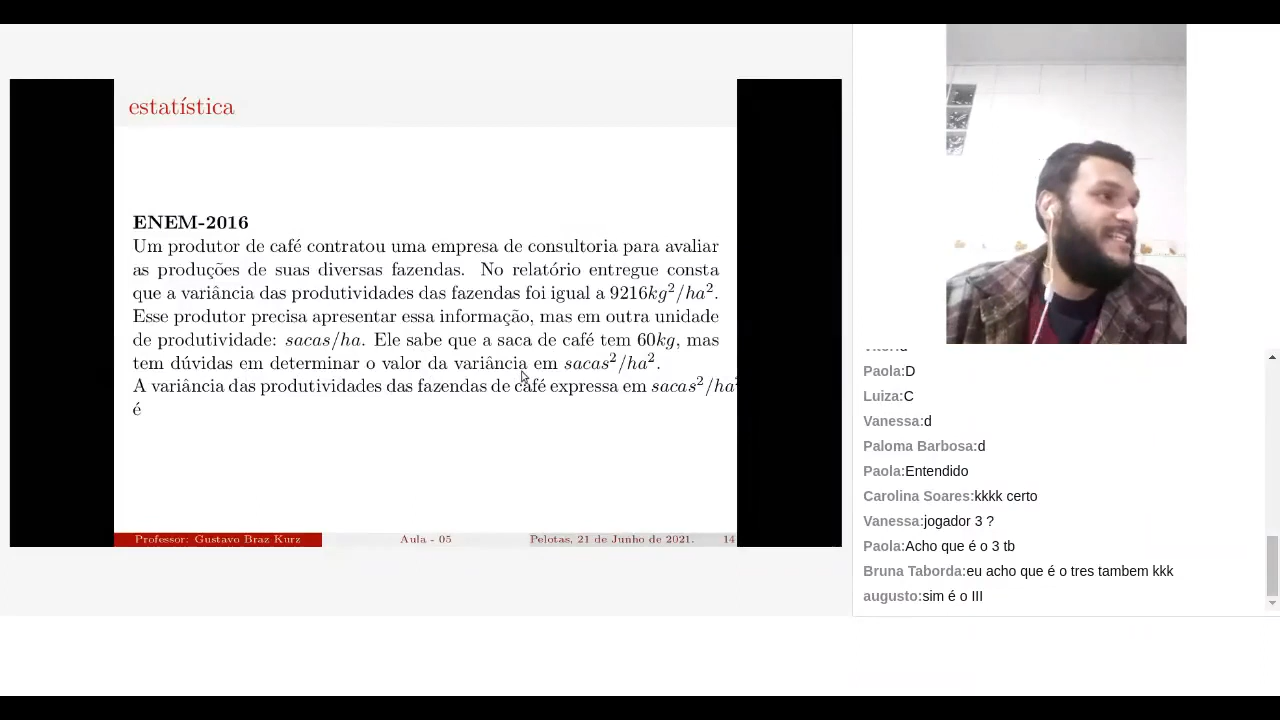 estatística
ENEM-2016
Um produtor de café contratou uma empresa de consultoria para avaliar
as produções de suas diversas fazendas. No relatório entregue consta
que a variância das produtividades das fazendas foi igual a 9216kg²/ha².
Esse produtor precisa apresentar essa informação, mas em outra unidade
de produtividade: sacas/ha. Ele sabe que a saca de café tem 60kg, mas
tem dúvidas em determinar o valor da variância em sacas²/ha².
A variância das produtividades das fazendas de café expressa em sacas²/ha²
é
Professor: Gustavo Braz Kurz Aula - 05 Pelotas, 21 de Junho de 2021. 14
Paola:D
Luiza:C
Vanessa:d
Paloma Barbosa:d
Paola:Entendido
Carolina Soares:kkkk certo
Vanessa:jogador 3 ?
Paola:Acho que é o 3 tb
Bruna Taborda:eu acho que é o tres tambem kkk
augusto:sim é o III